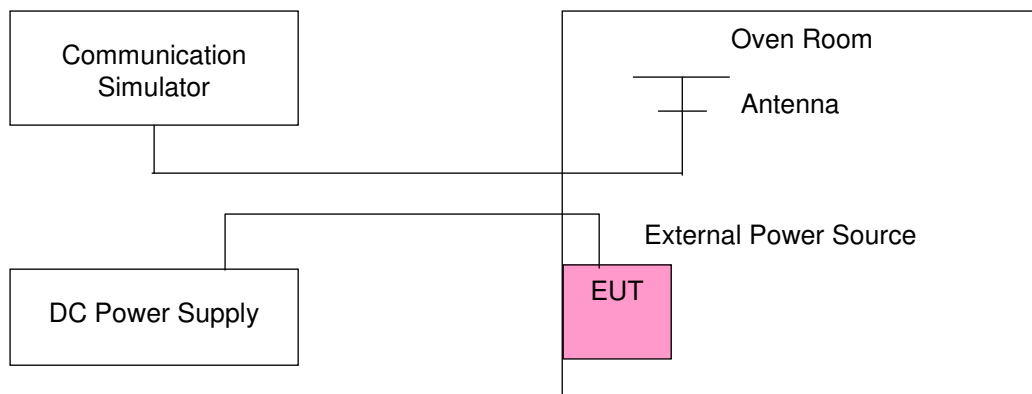 Communication
Simulator
Oven Room
Antenna
External Power Source
EUT
DC Power Supply